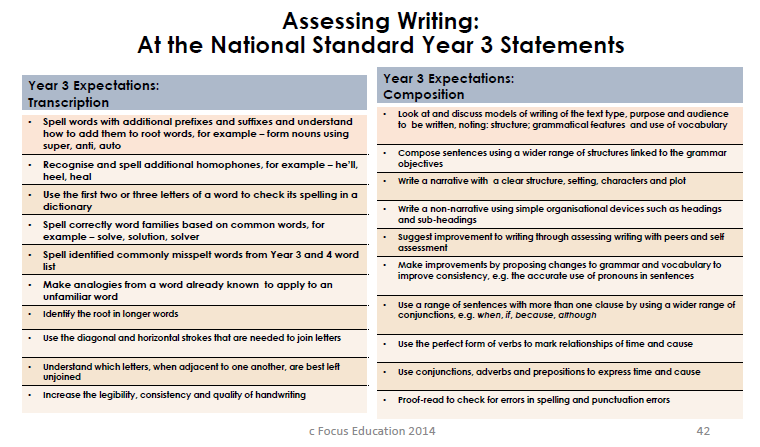 Assessing Writing:
At the National Standard Year 3 Statements
Year 3 Expectations:
Transcription
• Spell words with additional prefixes and suffixes and understand
how to add them to root words, for example – form nouns using
super, anti, auto
• Recognise and spell additional homophones, for example – he'll,
heel, heal
• Use the first two or three letters of a word to check its spelling in a
dictionary
• Spell correctly word families based on common words, for
example – solve, solution, solver
• Spell identified commonly misspelt words from Year 3 and 4 word
list
• Make analogies from a word already known to apply to an
unfamiliar word
• Identify the root in longer words
• Use the diagonal and horizontal strokes that are needed to join letters
• Understand which letters, when adjacent to one another, are best left
unjoined
• Increase the legibility, consistency and quality of handwriting
Year 3 Expectations:
Composition
• Look at and discuss models of writing of the text type, purpose and audience
to be written, noting: structure; grammatical features and use of vocabulary
• Compose sentences using a wider range of structures linked to the grammar
objectives
• Write a narrative with a clear structure, setting, characters and plot
• Write a non-narrative using simple organisational devices such as headings
and sub-headings
• Suggest improvement to writing through assessing writing with peers and self
assessment
• Make improvements by proposing changes to grammar and vocabulary to
improve consistency, e.g. the accurate use of pronouns in sentences
• Use a range of sentences with more than one clause by using a wider range of
conjunctions, e.g. when, if, because, although
• Use the perfect form of verbs to mark relationships of time and cause
• Use conjunctions, adverbs and prepositions to express time and cause
• Proof-read to check for errors in spelling and punctuation errors
c Focus Education 2014
42